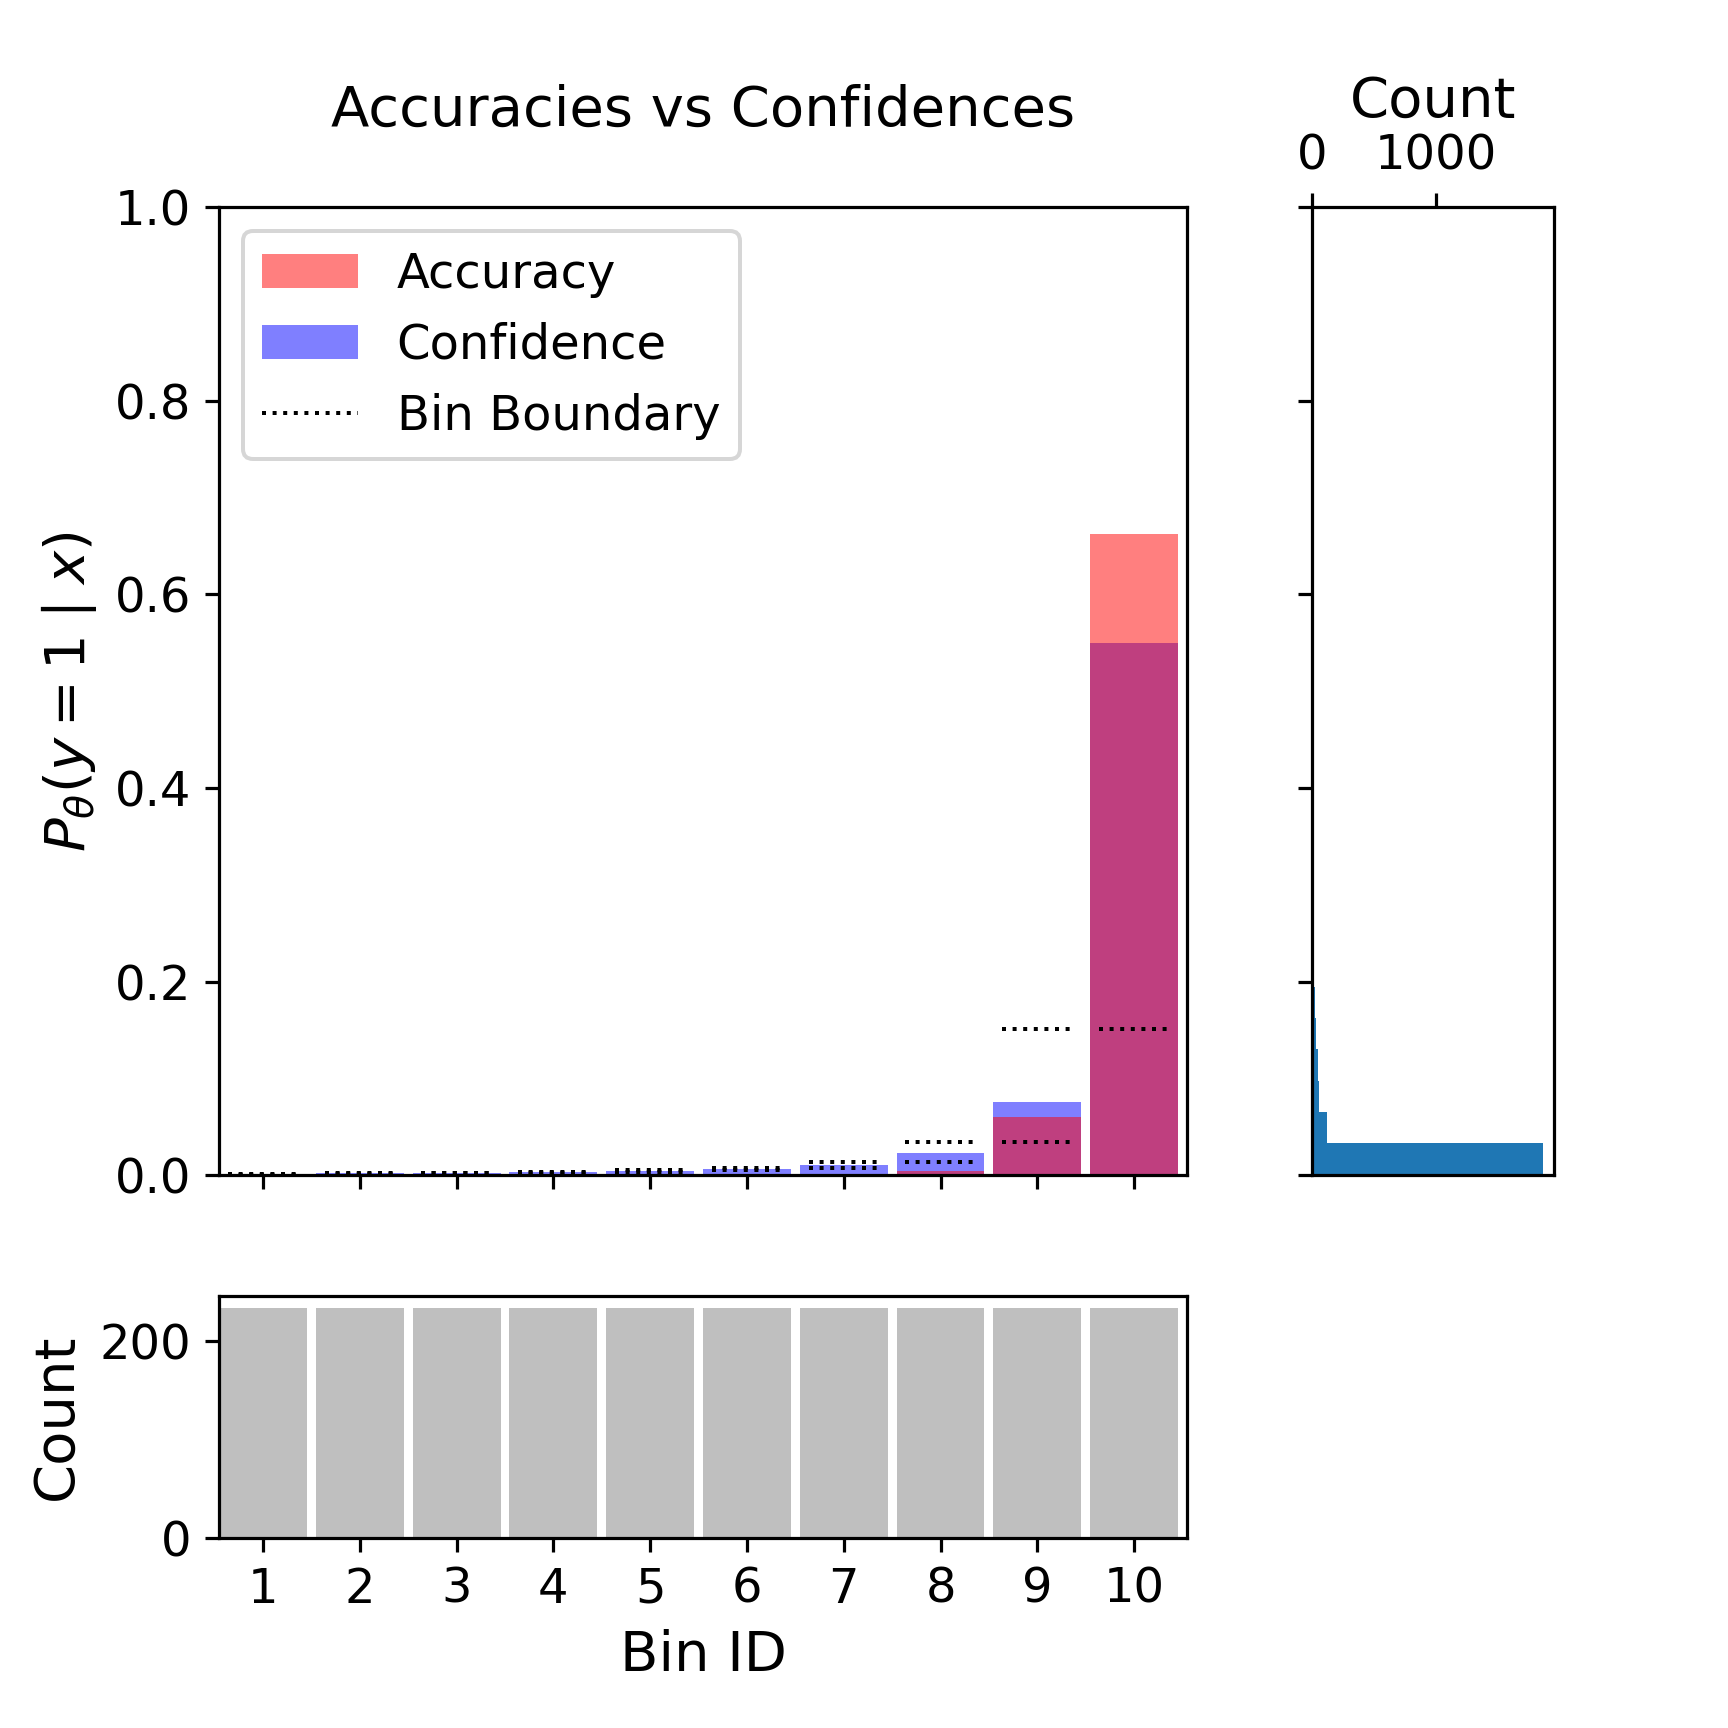 Accuracies vs Confidences
Count
0 1000
1.0
0.8
0.6
0.4
0.2
0.0
Accuracy
Confidence
Bin Boundary
P_θ(y = 1 | x)
200
0
Count
1 2 3 4 5 6 7 8 9 10
Bin ID